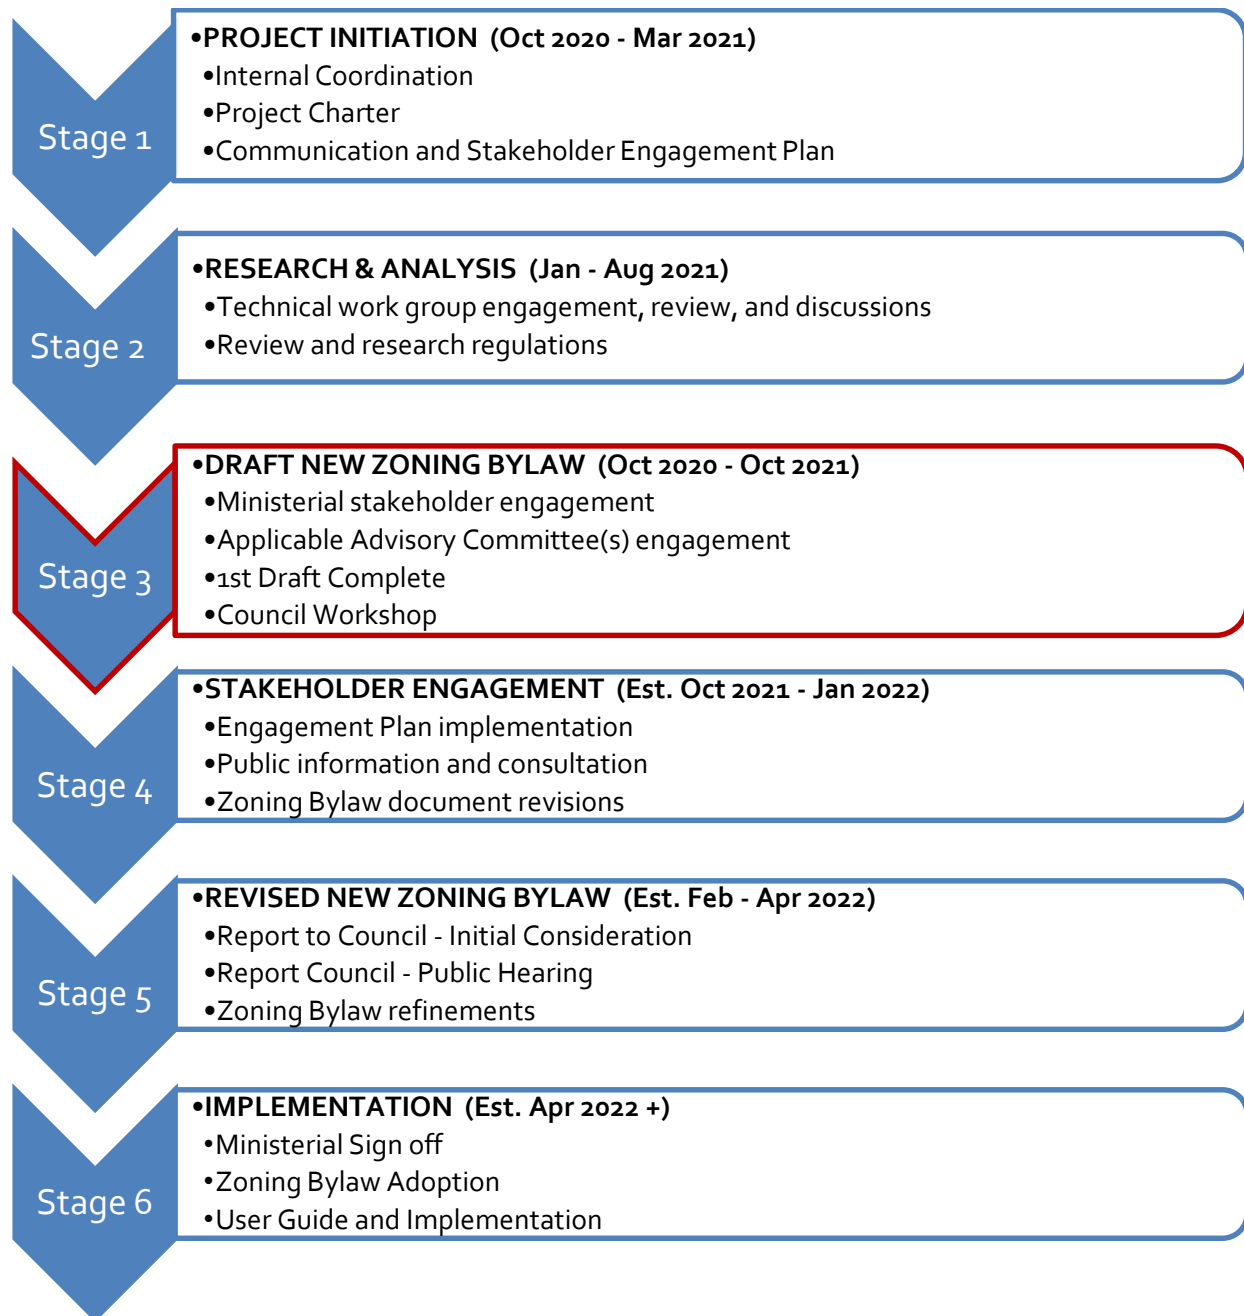 •PROJECT INITIATION (Oct 2020 - Mar 2021)
•Internal Coordination
•Project Charter
•Communication and Stakeholder Engagement Plan
Stage 1
•RESEARCH & ANALYSIS (Jan - Aug 2021)
•Technical work group engagement, review, and discussions
•Review and research regulations
Stage 2
•DRAFT NEW ZONING BYLAW (Oct 2020 - Oct 2021)
•Ministerial stakeholder engagement
•Applicable Advisory Committee(s) engagement
•1st Draft Complete
•Council Workshop
Stage 3
•STAKEHOLDER ENGAGEMENT (Est. Oct 2021 - Jan 2022)
•Engagement Plan implementation
•Public information and consultation
•Zoning Bylaw document revisions
Stage 4
•REVISED NEW ZONING BYLAW (Est. Feb - Apr 2022)
•Report to Council - Initial Consideration
•Report Council - Public Hearing
•Zoning Bylaw refinements
Stage 5
•IMPLEMENTATION (Est. Apr 2022 +)
•Ministerial Sign off
•Zoning Bylaw Adoption
•User Guide and Implementation
Stage 6